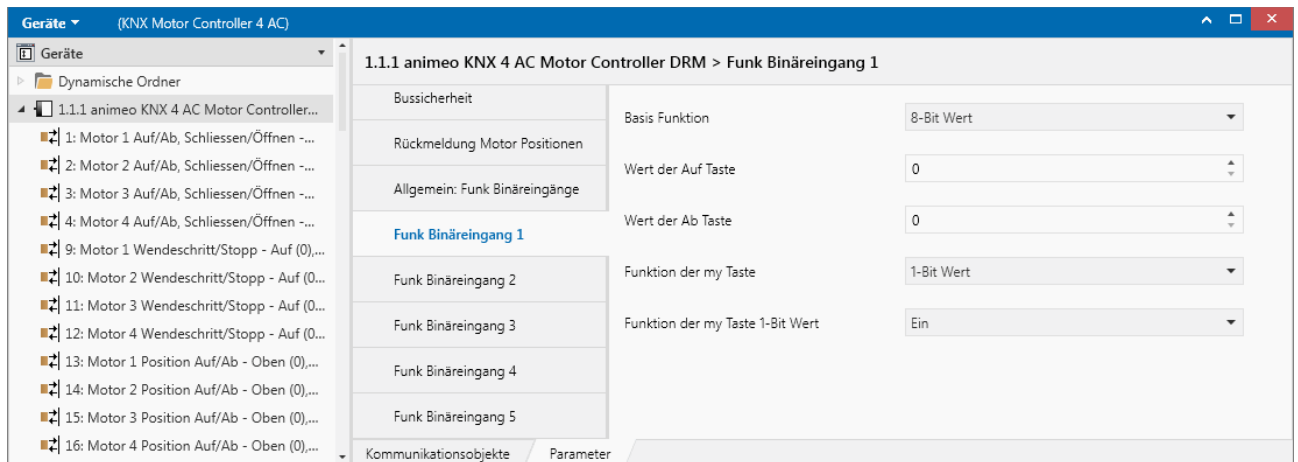 Geräte (KNX Motor Controller 4 AC)
Geräte
Dynamische Ordner
1.1.1 animeo KNX 4 AC Motor Controller...
1: Motor 1 Auf/Ab, Schliessen/Öffnen -...
2: Motor 2 Auf/Ab, Schliessen/Öffnen -...
3: Motor 3 Auf/Ab, Schliessen/Öffnen -...
4: Motor 4 Auf/Ab, Schliessen/Öffnen -...
9: Motor 1 Wendeschritt/Stopp - Auf (0),...
10: Motor 2 Wendeschritt/Stopp - Auf (0...
11: Motor 3 Wendeschritt/Stopp - Auf (0...
12: Motor 4 Wendeschritt/Stopp - Auf (0...
13: Motor 1 Position Auf/Ab - Oben (0),...
14: Motor 2 Position Auf/Ab - Oben (0),...
15: Motor 3 Position Auf/Ab - Oben (0),...
16: Motor 4 Position Auf/Ab - Oben (0),...
1.1.1 animeo KNX 4 AC Motor Controller DRM > Funk Binäreingang 1
Bussicherheit
Rückmeldung Motor Positionen
Allgemein: Funk Binäreingänge
Funk Binäreingang 1
Funk Binäreingang 2
Funk Binäreingang 3
Funk Binäreingang 4
Funk Binäreingang 5
Basis Funktion 8-Bit Wert
Wert der Auf Taste 0
Wert der Ab Taste 0
Funktion der my Taste 1-Bit Wert
Funktion der my Taste 1-Bit Wert Ein
Kommunikationsobjekte Parameter